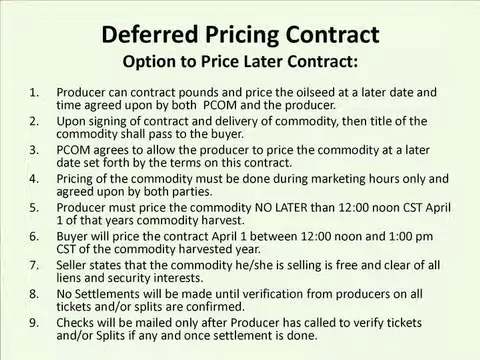 Deferred Pricing Contract
Option to Price Later Contract:
1. Producer can contract pounds and price the oilseed at a later date and
time agreed upon by both PCOM and the producer.
2. Upon signing of contract and delivery of commodity, then title of the
commodity shall pass to the buyer.
3. PCOM agrees to allow the producer to price the commodity at a later
date set forth by the terms on this contract.
4. Pricing of the commodity must be done during marketing hours only and
agreed upon by both parties.
5. Producer must price the commodity NO LATER than 12:00 noon CST April
1 of that years commodity harvest.
6. Buyer will price the contract April 1 between 12:00 noon and 1:00 pm
CST of the commodity harvested year.
7. Seller states that the commodity he/she is selling is free and clear of all
liens and security interests.
8. No Settlements will be made until verification from producers on all
tickets and/or splits are confirmed.
9. Checks will be mailed only after Producer has called to verify tickets
and/or Splits if any and once settlement is done.